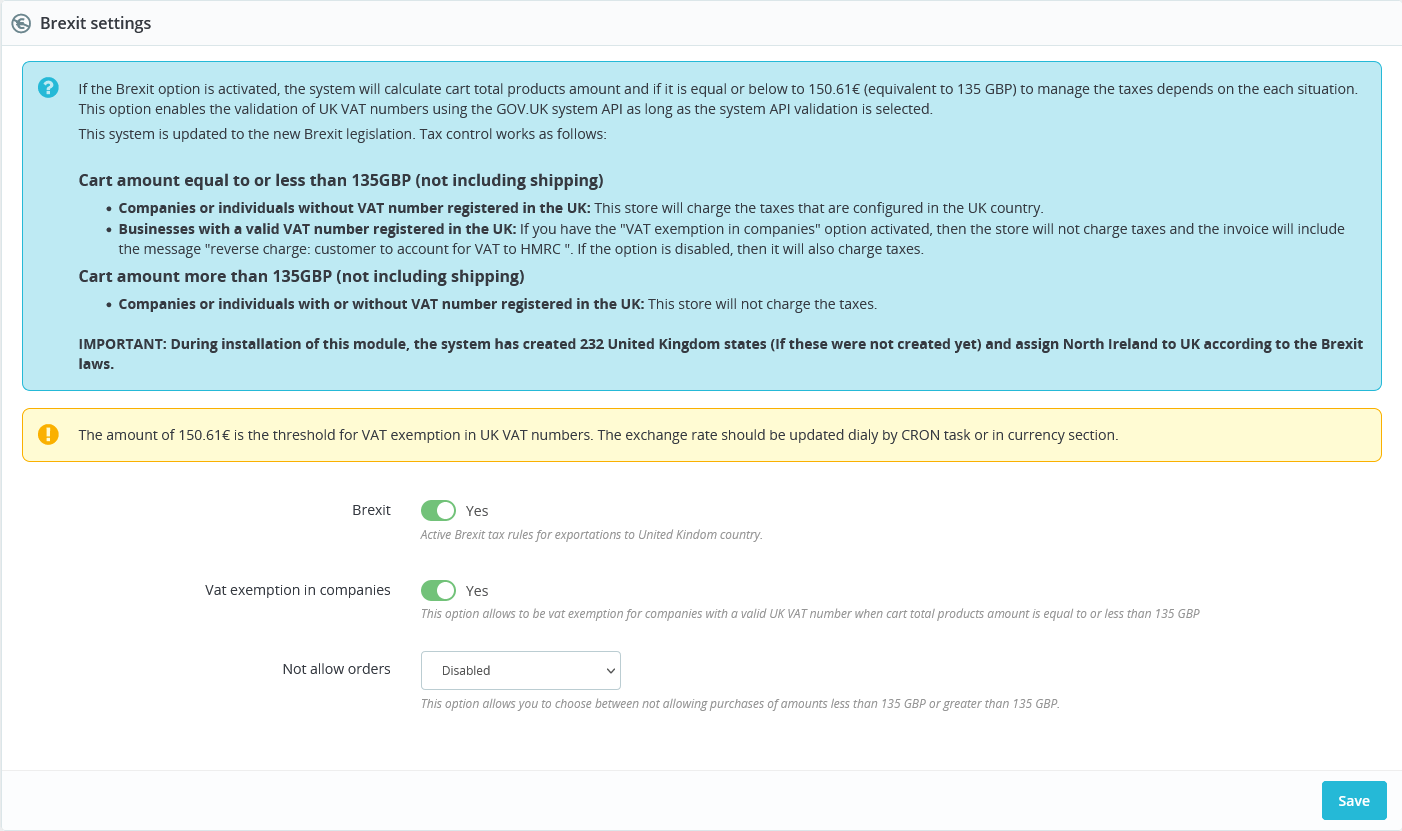 Brexit settings
If the Brexit option is activated, the system will calculate cart total products amount and if it is equal or below to 150.61€ (equivalent to 135 GBP) to manage the taxes depends on the each situation.
This option enables the validation of UK VAT numbers using the GOV.UK system API as long as the system API validation is selected.
This system is updated to the new Brexit legislation. Tax control works as follows:
Cart amount equal to or less than 135GBP (not including shipping)
• Companies or individuals without VAT number registered in the UK: This store will charge the taxes that are configured in the UK country.
• Businesses with a valid VAT number registered in the UK: If you have the "VAT exemption in companies" option activated, then the store will not charge taxes and the invoice will include
the message "reverse charge: customer to account for VAT to HMRC ". If the option is disabled, then it will also charge taxes.
Cart amount more than 135GBP (not including shipping)
• Companies or individuals with or without VAT number registered in the UK: This store will not charge the taxes.
IMPORTANT: During installation of this module, the system has created 232 United Kingdom states (If these were not created yet) and assign North Ireland to UK according to the Brexit
laws.
The amount of 150.61€ is the threshold for VAT exemption in UK VAT numbers. The exchange rate should be updated dialy by CRON task or in currency section.
Brexit Yes
Active Brexit tax rules for exportations to United Kindom country.
Vat exemption in companies Yes
This option allows to be vat exemption for companies with a valid UK VAT number when cart total products amount is equal to or less than 135 GBP
Not allow orders Disabled
This option allows you to choose between not allowing purchases of amounts less than 135 GBP or greater than 135 GBP.
Save